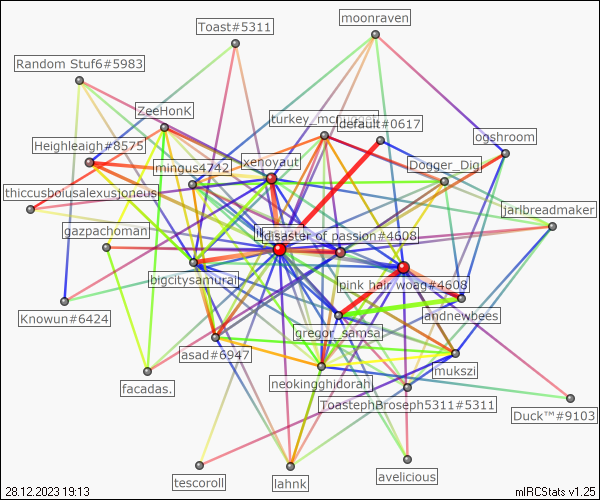 moonraven
Toast#5311
Random Stuf6#5983
ZeeHonK
default#0617
ogshroom
Heighleaigh#8575
mingus4742
xenoyaut
Dogger_Dig
thiccusboiusalexusjoneus
jarlbreadmaker
gazpachoman
disaster of passion#4608
bigcitysamurai
pink hair woag#4608
Knowun#6424
gregor_samsa
andnewbees
asad#6947
mukszi
facadas.
neokingghidorah
ToastephBroseph5311#5311
Duck™#9103
tescoroll
lahnk
avelicious
28.12.2023 19:13
mIRCStats v1.25